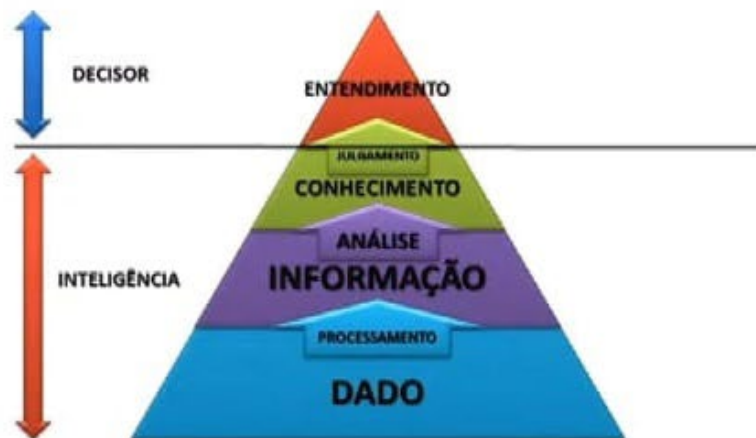 DECISOR
ENTENDIMENTO
JULGAMENTO
CONHECIMENTO
ANÁLISE
INTELIGÊNCIA
INFORMAÇÃO
PROCESSAMENTO
DADO